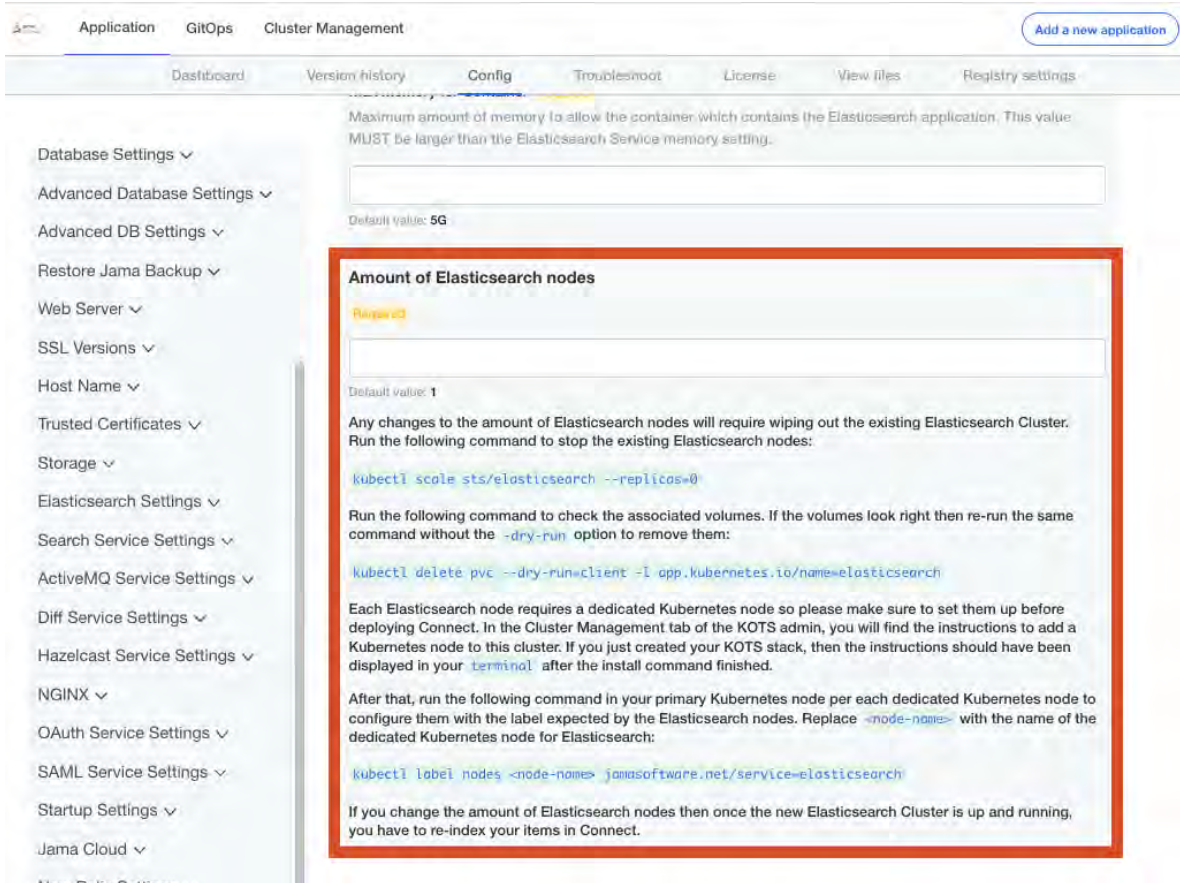 Application GitOps Cluster Management Add a new application
Dashboard Version history Config Troubleshoot License View files Registry settings
Maximum amount of memory to allow the container which contains the Elasticsearch application. This value
MUST be larger than the Elasticsearch Service memory setting.
Default value: 5G
Database Settings
Advanced Database Settings
Advanced DB Settings
Restore Jama Backup
Web Server
SSL Versions
Host Name
Trusted Certificates
Storage
Elasticsearch Settings
Search Service Settings
ActiveMQ Service Settings
Diff Service Settings
Hazelcast Service Settings
NGINX
OAuth Service Settings
SAML Service Settings
Startup Settings
Jama Cloud
Amount of Elasticsearch nodes
Required
Default value: 1
Any changes to the amount of Elasticsearch nodes will require wiping out the existing Elasticsearch Cluster.
Run the following command to stop the existing Elasticsearch nodes:
kubectl scale sts/elasticsearch --replicas=0
Run the following command to check the associated volumes. If the volumes look right then re-run the same
command without the -dry-run option to remove them:
kubectl delete pvc --dry-run=client -l app.kubernetes.io/name=elasticsearch
Each Elasticsearch node requires a dedicated Kubernetes node so please make sure to set them up before
deploying Connect. In the Cluster Management tab of the KOTS admin, you will find the instructions to add a
Kubernetes node to this cluster. If you just created your KOTS stack, then the instructions should have been
displayed in your terminal after the install command finished.
After that, run the following command in your primary Kubernetes node per each dedicated Kubernetes node to
configure them with the label expected by the Elasticsearch nodes. Replace <node-name> with the name of the
dedicated Kubernetes node for Elasticsearch:
kubectl label nodes <node-name> jamasoftware.net/service=elasticsearch
If you change the amount of Elasticsearch nodes then once the new Elasticsearch Cluster is up and running,
you have to re-index your items in Connect.